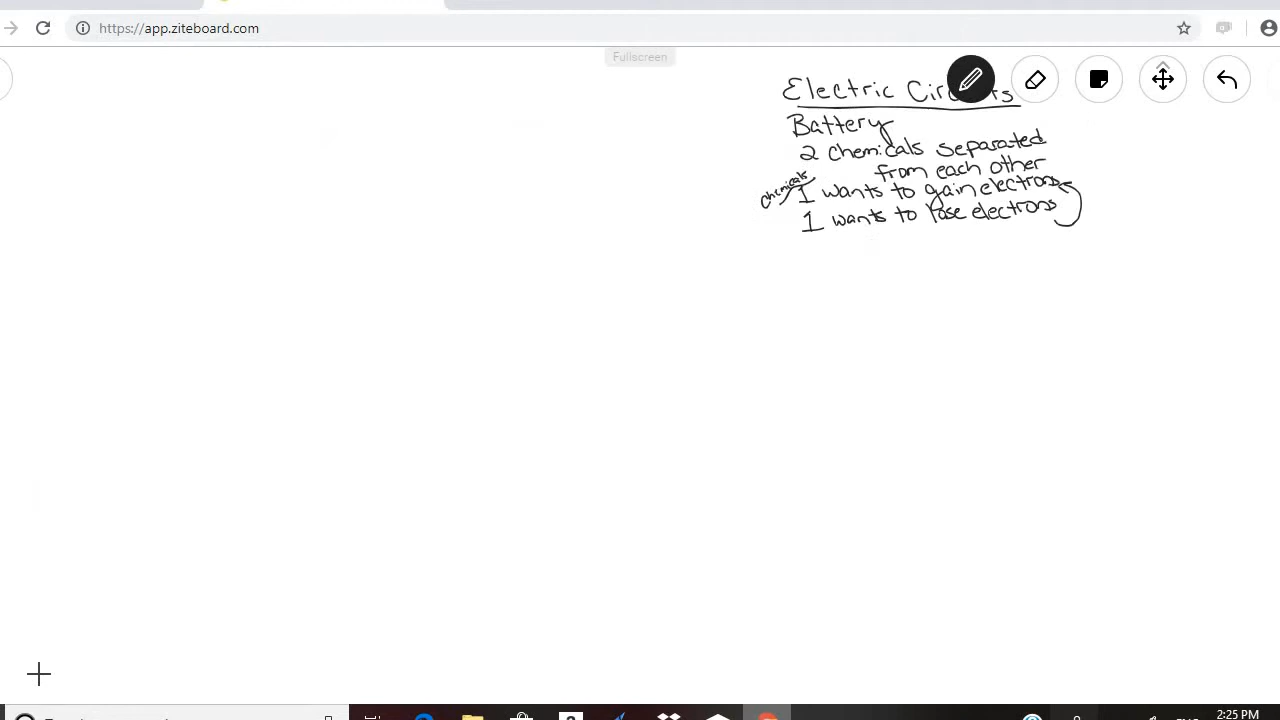 https://app.ziteboard.com
Fullscreen
Electric Circuits
Battery
2 chemicals separated
from each other
chemicals
1 wants to gain electrons
1 wants to lose electrons
2:25 PM